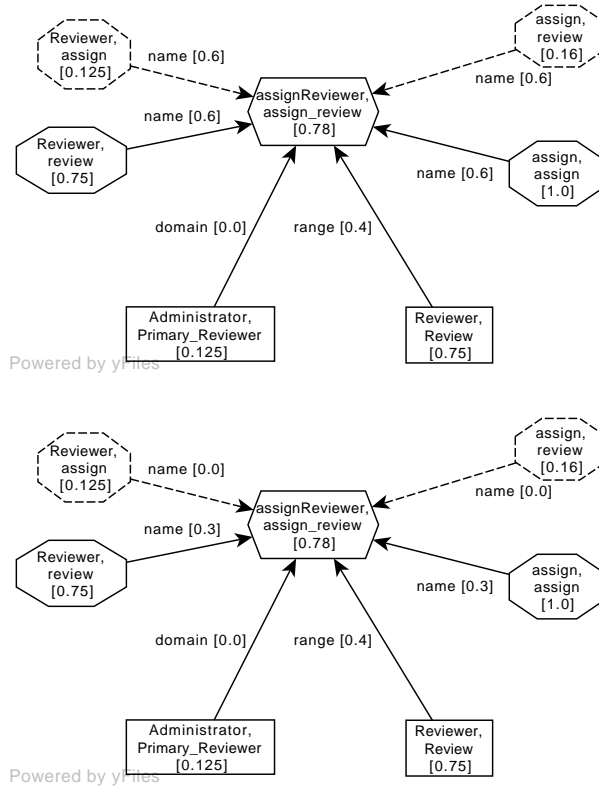 Reviewer,
assign
[0.125]
name [0.6]
assign,
review
[0.16]
name [0.6]
assignReviewer,
assign_review
[0.78]
name [0.6]
Reviewer,
review
[0.75]
name [0.6]
assign,
assign
[1.0]
domain [0.0]
range [0.4]
Administrator,
Primary_Reviewer
[0.125]
Reviewer,
Review
[0.75]
Powered by yFiles
Reviewer,
assign
[0.125]
name [0.0]
assign,
review
[0.16]
name [0.0]
assignReviewer,
assign_review
[0.78]
name [0.3]
Reviewer,
review
[0.75]
name [0.3]
assign,
assign
[1.0]
domain [0.0]
range [0.4]
Administrator,
Primary_Reviewer
[0.125]
Reviewer,
Review
[0.75]
Powered by yFiles